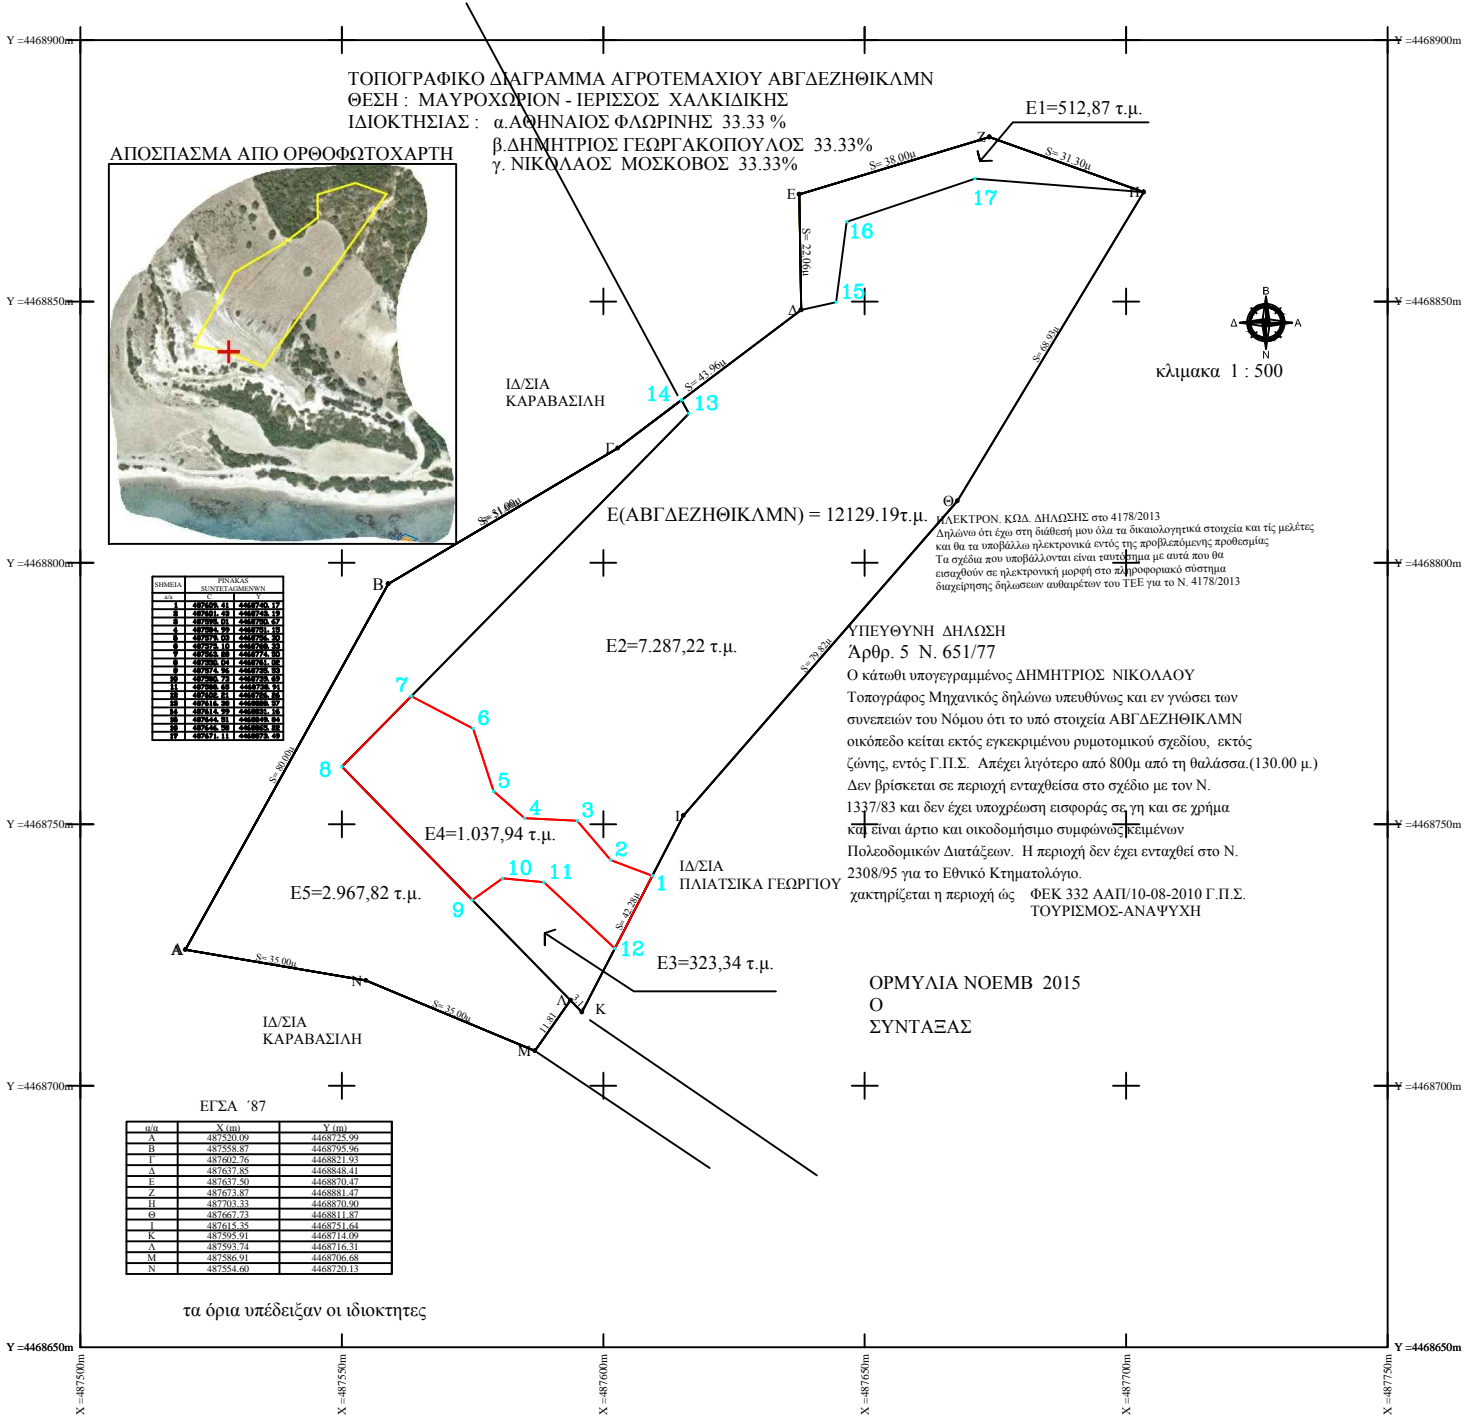 ΤΟΠΟΓΡΑΦΙΚΟ ΔΙΑΓΡΑΜΜΑ ΑΓΡΟΤΕΜΑΧΙΟΥ ΑΒΓΔΕΖΗΘΙΚΛΜΝ
ΘΕΣΗ : ΜΑΥΡΟΧΩΡΙΟΝ - ΙΕΡΙΣΣΟΣ ΧΑΛΚΙΔΙΚΗΣ
ΙΔΙΟΚΤΗΣΙΑΣ : α.ΑΘΗΝΑΙΟΣ ΦΛΩΡΙΝΗΣ 33.33 %
β.ΔΗΜΗΤΡΙΟΣ ΓΕΩΡΓΑΚΟΠΟΥΛΟΣ 33.33%
γ. ΝΙΚΟΛΑΟΣ ΜΟΣΚΟΒΟΣ 33.33%
ΑΠΟΣΠΑΣΜΑ ΑΠΟ ΟΡΘΟΦΩΤΟΧΑΡΤΗ
Υ =4468900m
Υ =4468900m
Υ =4468850m
Υ =4468850m
Υ =4468800m
Υ =4468800m
Υ =4468750m
Υ =4468750m
Υ =4468700m
Υ =4468700m
Υ =4468650m
Υ =4468650m
Χ =487500m
Χ =487550m
Χ =487600m
Χ =487650m
Χ =487700m
Χ =487750m
Ε1=512,87 τ.μ.
Ζ
S= 38.00μ
S= 31.30μ
Ε
Η
17
16
S= 22.06μ
15
Δ
Β
Δ
Α
Ν
κλιμακα 1 : 500
S= 68.93μ
S= 43.96μ
ΙΔ/ΣΙΑ
ΚΑΡΑΒΑΣΙΛΗ
14
13
Γ
S= 51.00μ
Θ
Ε(ΑΒΓΔΕΖΗΘΙΚΛΜΝ) = 12129.19τ.μ.
ΗΛΕΚΤΡΟΝ. ΚΩΔ. ΔΗΛΩΣΗΣ στο 4178/2013
Δηλώνω ότι έχω στη διάθεσή μου όλα τα δικαιολογητικά στοιχεία και τίς μελέτες
και θα τα υποβάλλω ηλεκτρονικά εντός της προβλεπόμενης προθεσμίας
Τα σχέδια που υποβάλλονται είναι ταυτόσημα με αυτά που θα
εισαχθούν σε ηλεκτρονική μορφή στο πληροφοριακό σύστημα
διαχείρησης δηλωσεων αυθαιρέτων του ΤΕΕ για το Ν. 4178/2013
Β
SHMEIA PINAKAS SUNTETAGMENWN
Ε2=7.287,22 τ.μ.
S= 79.82μ
ΥΠΕΥΘΥΝΗ ΔΗΛΩΣΗ
Άρθρ. 5 Ν. 651/77
Ο κάτωθι υπογεγραμμένος ΔΗΜΗΤΡΙΟΣ ΝΙΚΟΛΑΟΥ
Τοπογράφος Μηχανικός δηλώνω υπευθύνως και εν γνώσει των
συνεπειών του Νόμου ότι το υπό στοιχεία ΑΒΓΔΕΖΗΘΙΚΛΜΝ
οικόπεδο κείται εκτός εγκεκριμένου ρυμοτομικού σχεδίου, εκτός
ζώνης, εντός Γ.Π.Σ. Απέχει λιγότερο από 800μ από τη θαλάσσα.(130.00 μ.)
Δεν βρίσκεται σε περιοχή ενταχθείσα στο σχέδιο με τον Ν.
1337/83 και δεν έχει υποχρέωση εισφοράς σε γη και σε χρήμα
και είναι άρτιο και οικοδομήσιμο συμφώνως κειμένων
Πολεοδομικών Διατάξεων. Η περιοχή δεν έχει ενταχθεί στο Ν.
2308/95 για το Εθνικό Κτηματολόγιο.
χακτηρίζεται η περιοχή ώς ΦΕΚ 332 ΑΑΠ/10-08-2010 Γ.Π.Σ.
ΤΟΥΡΙΣΜΟΣ-ΑΝΑΨΥΧΗ
7
6
8
5
4
3
2
1
S= 80.00μ
Ι
Ε4=1.037,94 τ.μ.
10
11
9
12
ΙΔ/ΣΙΑ
ΠΛΙΑΤΣΙΚΑ ΓΕΩΡΓΙΟΥ
S= 42.28μ
Ε5=2.967,82 τ.μ.
Α
S= 35.00μ
Ν
S= 35.00μ
Ε3=323,34 τ.μ.
Λ
Κ
11.81
Μ
ΙΔ/ΣΙΑ
ΚΑΡΑΒΑΣΙΛΗ
ΟΡΜΥΛΙΑ ΝΟΕΜΒ 2015
Ο
ΣΥΝΤΑΞΑΣ
ΕΓΣΑ ΄87
α/α Χ (m) Υ (m)
Α 487520.09 4468725.99
Β 487558.87 4468795.96
Γ 487602.76 4468821.93
Δ 487637.85 4468848.41
Ε 487637.50 4468870.47
Ζ 487673.87 4468881.47
Η 487703.33 4468870.90
Θ 487667.73 4468811.87
Ι 487615.35 4468751.64
Κ 487595.91 4468714.09
Λ 487593.74 4468716.31
Μ 487586.91 4468706.68
Ν 487554.60 4468720.13
τα όρια υπέδειξαν οι ιδιοκτητες